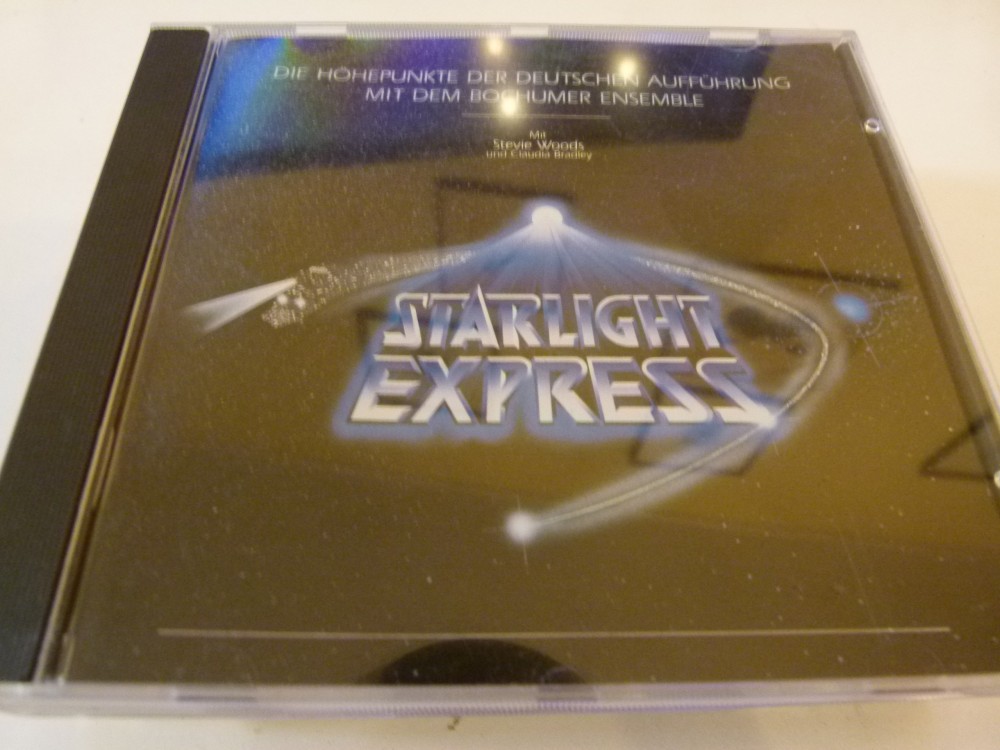 DIE HÖHEPUNKTE DER DEUTSCHEN AUFFÜHRUNG
MIT DEM BOCHUMER ENSEMBLE
Mit
Stevie Woods
und Claudia Bradley
STARLIGHT
EXPRESS